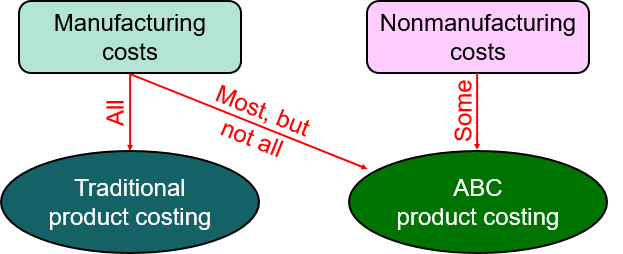 Manufacturing
costs
Nonmanufacturing
costs
All
Most, but
not all
Some
Traditional
product costing
ABC
product costing